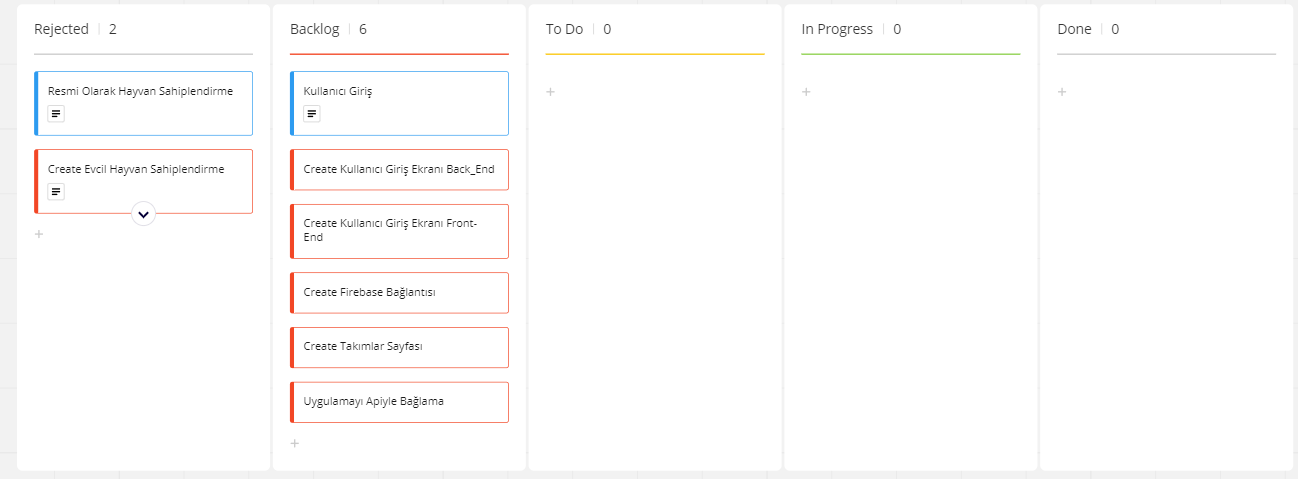 Rejected 2
Resmi Olarak Hayvan Sahiplendirme
Create Evcil Hayvan Sahiplendirme
+
Backlog 6
Kullanıcı Giriş
Create Kullanıcı Giriş Ekranı Back_End
Create Kullanıcı Giriş Ekranı Front-
End
Create Firebase Bağlantısı
Create Takımlar Sayfası
Uygulamayı Apiyle Bağlama
+
To Do 0
+
In Progress 0
+
Done 0
+